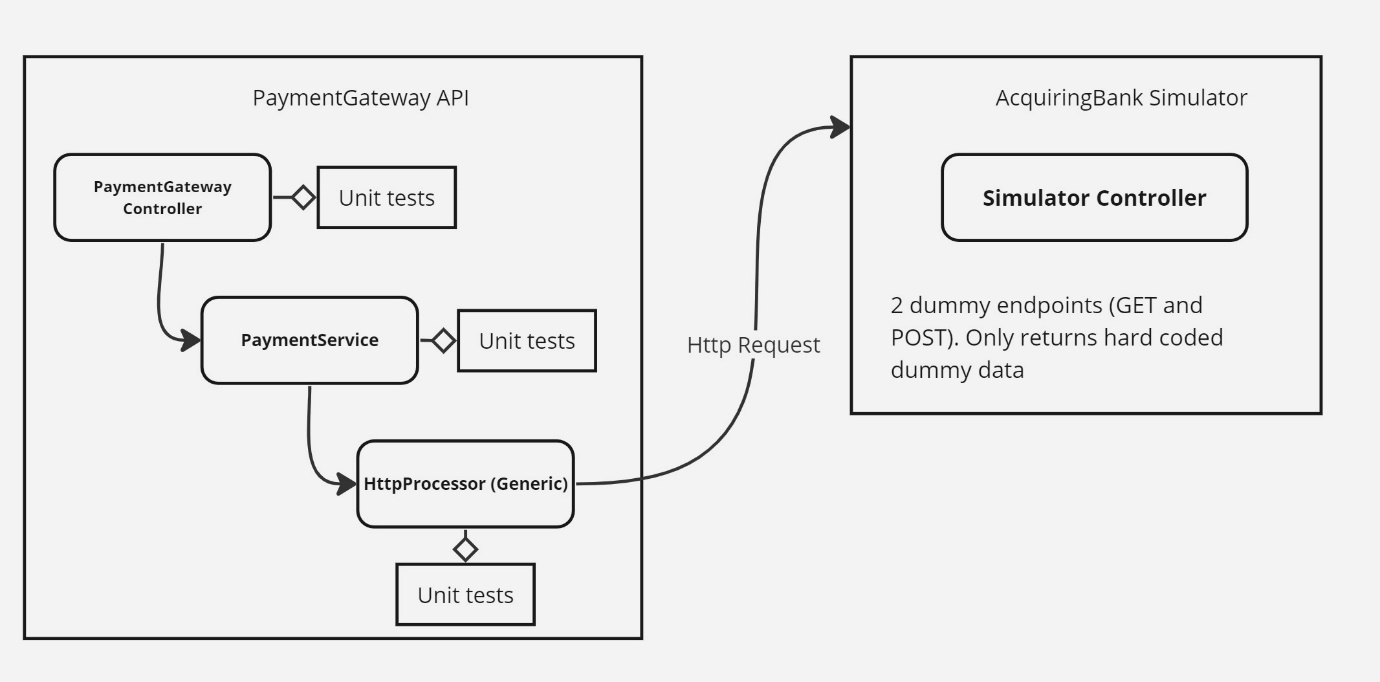 PaymentGateway API
PaymentGateway
Controller
Unit tests
PaymentService
Unit tests
HttpProcessor (Generic)
Unit tests
Http Request
AcquiringBank Simulator
Simulator Controller
2 dummy endpoints (GET and
POST). Only returns hard coded
dummy data